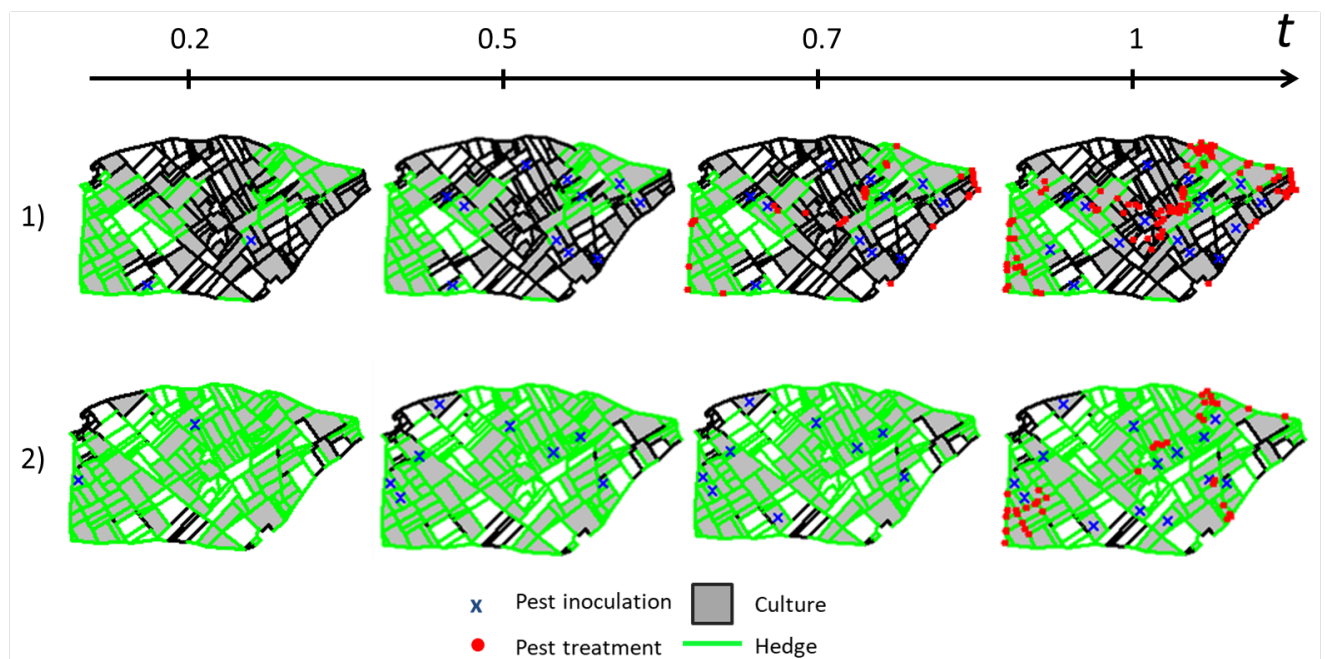 0.2 0.5 0.7 1 t
1)
2)
x Pest inoculation Culture
Pest treatment Hedge